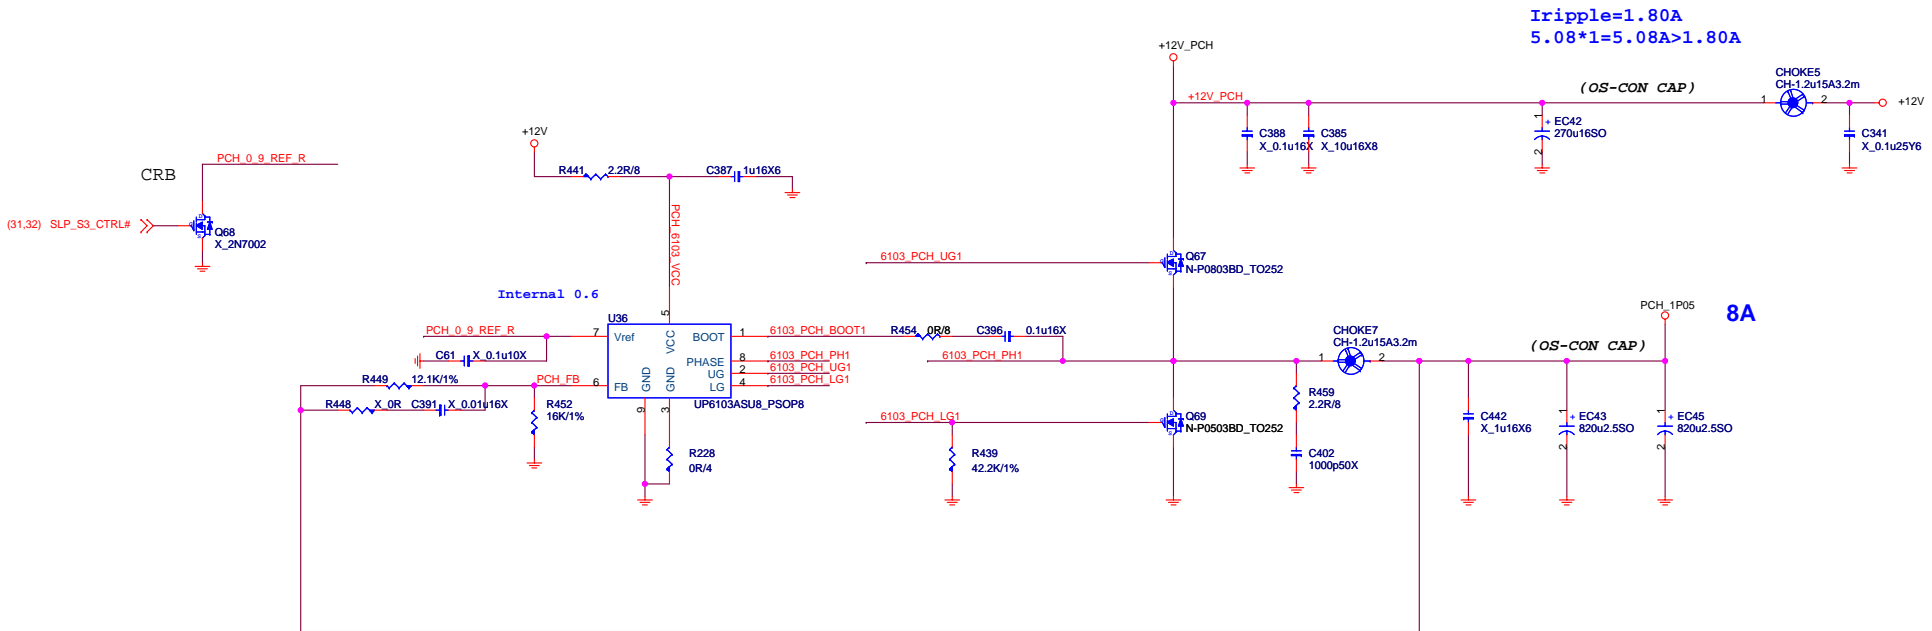 Iripple=1.80A
5.08*1=5.08A>1.80A
+12V_PCH
+12V_PCH
(OS-CON CAP)
CHOKE5
CH-1.2u15A3.2m
1
2
+12V
C388
X_0.1u16X
C385
X_10u16X8
1
+
EC42
270u16SO
2
C341
X_0.1u25Y6
+12V
R441
2.2R/8
C387
1u16X6
PCH_6103_VCC
CRB
PCH_0_9_REF_R
(31,32)
SLP_S3_CTRL#
Q68
X_2N7002
D
G
S
6103_PCH_UG1
Q67
N-P0803BD_TO252
D
G
S
Internal 0.6
U36
PCH_0_9_REF_R
7
Vref
5
VCC
BOOT
1
6103_PCH_BOOT1
R454
0R/8
C396
0.1u16X
C61
X_0.1u10X
PHASE
8
6103_PCH_PH1
6103_PCH_PH1
UG
2
6103_PCH_UG1
LG
4
6103_PCH_LG1
R449
12.1K/1%
PCH_FB
6
FB
GND
GND
9
3
UP6103ASU8_PSOP8
R448
X_0R
C391
X_0.01u16X
R452
16K/1%
R228
0R/4
6103_PCH_LG1
R439
42.2K/1%
Q69
N-P0503BD_TO252
D
G
S
1
CHOKE7
CH-1.2u15A3.2m
2
R459
2.2R/8
C402
1000p50X
PCH_1P05
8A
(OS-CON CAP)
C442
X_1u16X6
1
+
EC43
820u2.5SO
2
1
+
EC45
820u2.5SO
2